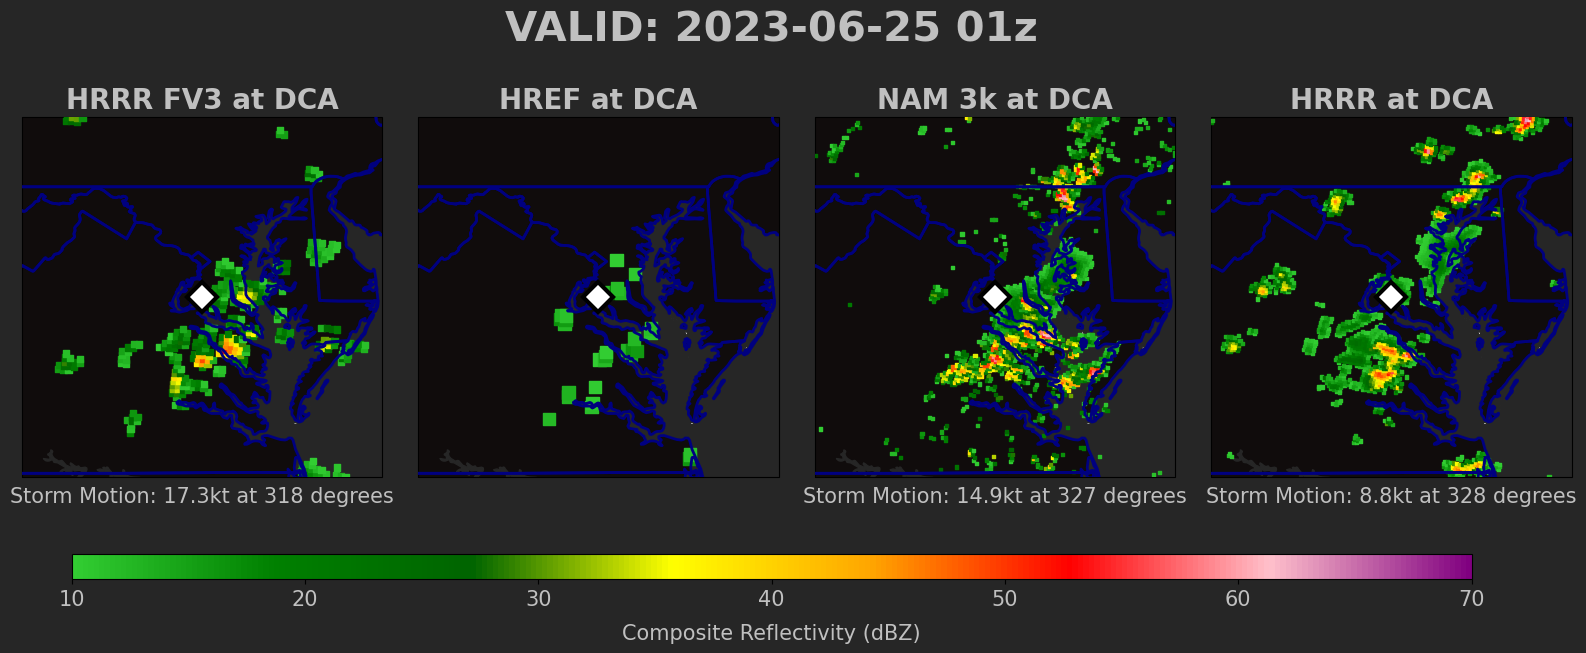 VALID: 2023-06-25 01z
HRRR FV3 at DCA
HREF at DCA
NAM 3k at DCA
HRRR at DCA
Storm Motion: 17.3kt at 318 degrees
Storm Motion: 14.9kt at 327 degrees
Storm Motion: 8.8kt at 328 degrees
10 20 30 40 50 60 70
Composite Reflectivity (dBZ)